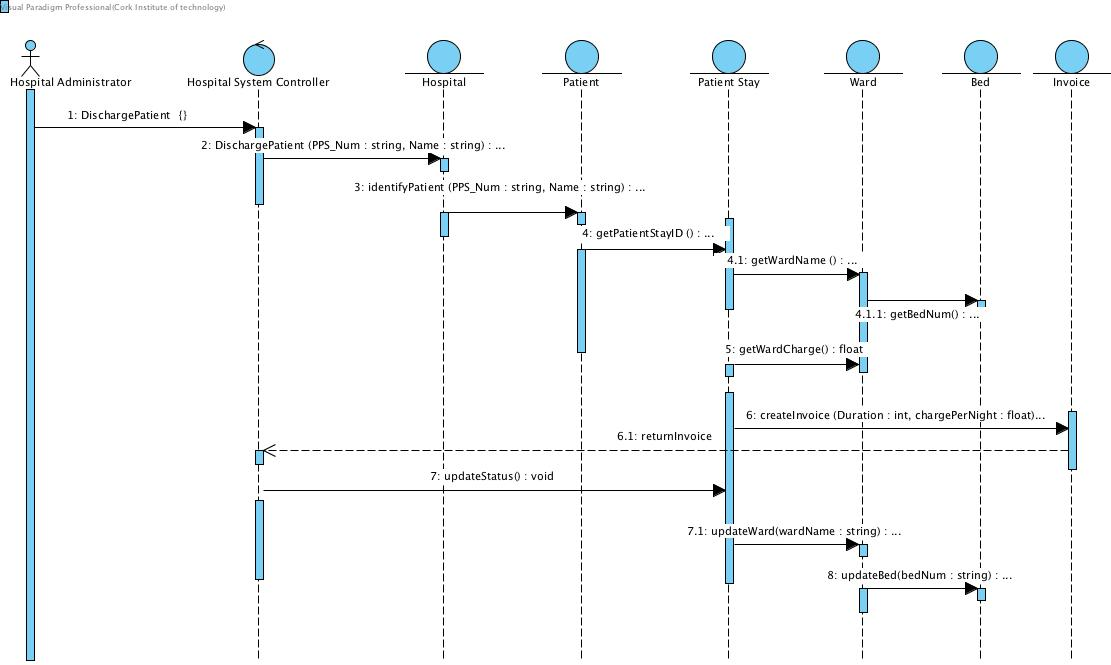 Visual Paradigm Professional(Cork Institute of technology)
Hospital Administrator
Hospital System Controller
Hospital
Patient
Patient Stay
Ward
Bed
Invoice
1: DischargePatient {}
2: DischargePatient (PPS_Num : string, Name : string) : ...
3: identifyPatient (PPS_Num : string, Name : string) : ...
4: getPatientStayID () : ...
4.1: getWardName () : ...
4.1.1: getBedNum() : ...
5: getWardCharge() : float
6: createInvoice (Duration : int, chargePerNight : float)...
6.1: returnInvoice
7: updateStatus() : void
7.1: updateWard(wardName : string) : ...
8: updateBed(bedNum : string) : ...